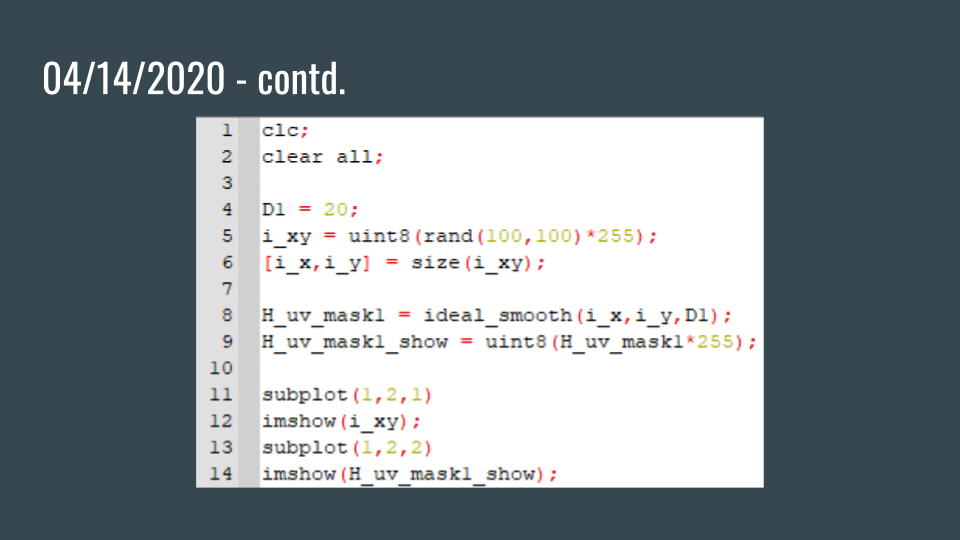 04/14/2020 - contd.
1 clc;
2 clear all;
3
4 D1 = 20;
5 i_xy = uint8(rand(100,100)*255);
6 [i_x,i_y] = size(i_xy);
7
8 H_uv_mask1 = ideal_smooth(i_x,i_y,D1);
9 H_uv_mask1_show = uint8(H_uv_mask1*255);
10
11 subplot(1,2,1)
12 imshow(i_xy);
13 subplot(1,2,2)
14 imshow(H_uv_mask1_show);